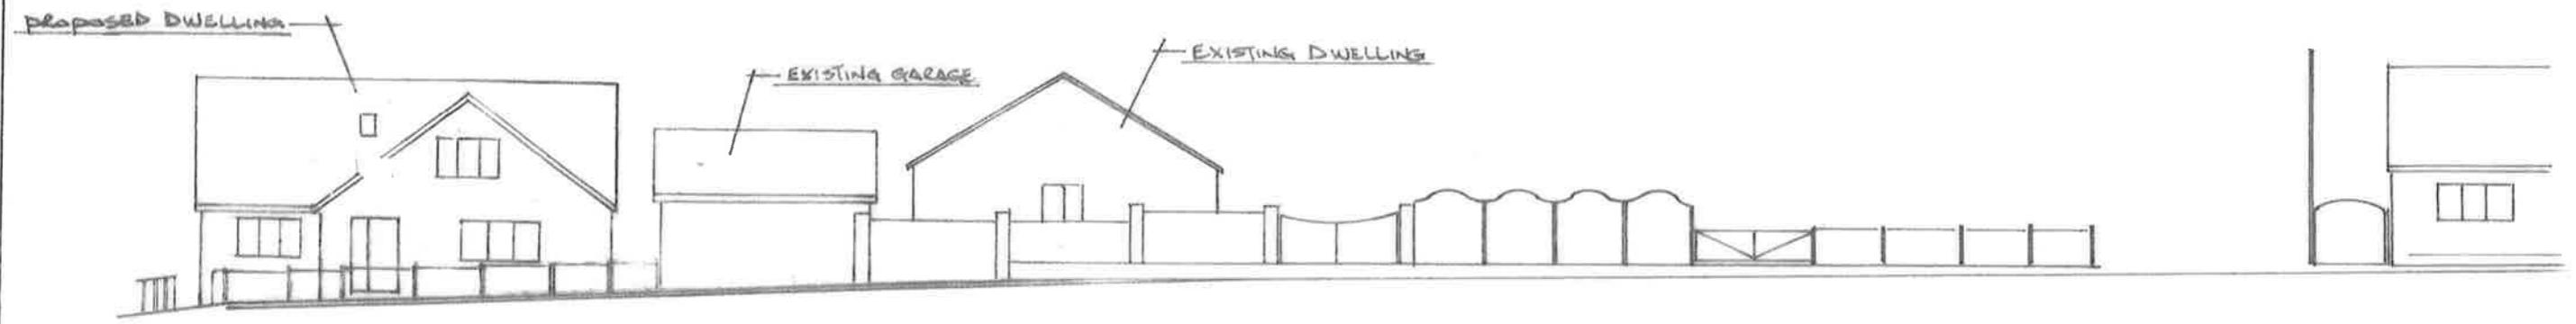 PROPOSED DWELLING
EXISTING GARAGE
EXISTING DWELLING